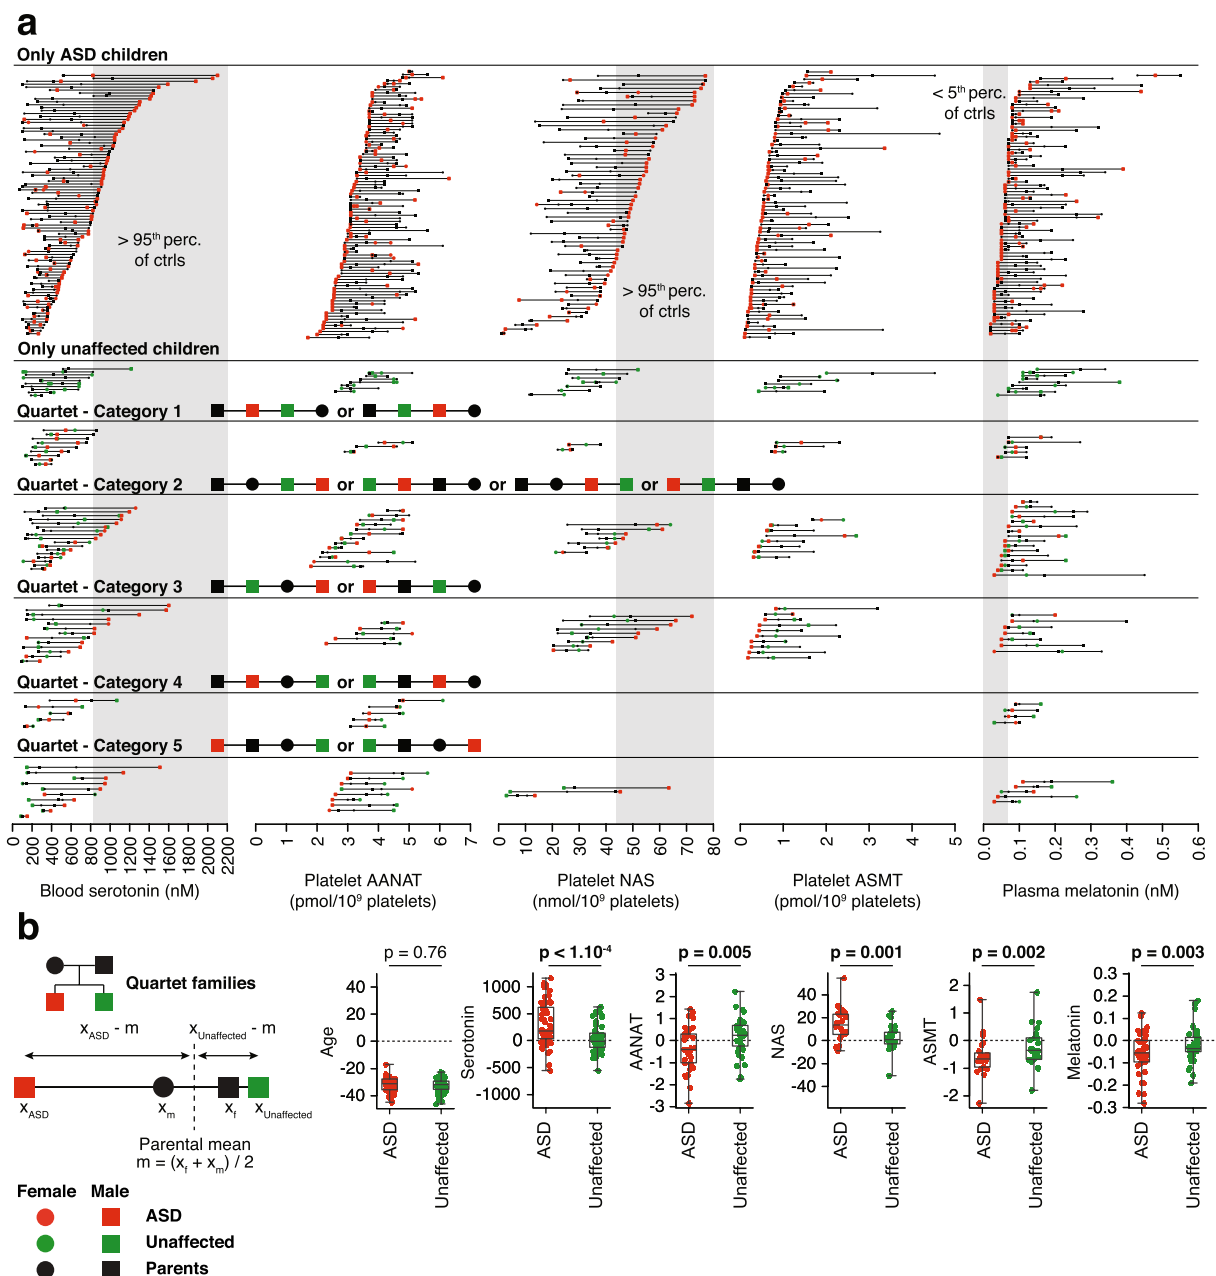 a
Only ASD children
> 95th perc.
of ctrls
> 95th perc.
of ctrls
< 5th perc.
of ctrls
Only unaffected children
Quartet - Category 1 or
Quartet - Category 2 or or or
Quartet - Category 3 or
Quartet - Category 4 or
Quartet - Category 5 or
0 200 400 600 800 1000 1200 1400 1600 1800 2000 2200
Blood serotonin (nM)
0 1 2 3 4 5 6 7
Platelet AANAT
(pmol/10⁹ platelets)
0 10 20 30 40 50 60 70 80
Platelet NAS
(nmol/10⁹ platelets)
0 1 2 3 4 5
Platelet ASMT
(pmol/10⁹ platelets)
0.0 0.1 0.2 0.3 0.4 0.5 0.6
Plasma melatonin (nM)
b
Quartet families
xASD - m xUnaffected - m
xASD xm xf xUnaffected
Parental mean
m = (xf + xm) / 2
Female Male
ASD
Unaffected
Parents
p = 0.76
Age
40
20
0
-20
-40
ASD Unaffected
p < 1.10-4
Serotonin
1000
500
0
-500
-1000
ASD Unaffected
p = 0.005
AANAT
3
2
1
0
-1
-2
-3
ASD Unaffected
p = 0.001
NAS
40
20
0
-20
-40
ASD Unaffected
p = 0.002
ASMT
2
1
0
-1
-2
ASD Unaffected
p = 0.003
Melatonin
0.3
0.2
0.1
0.0
-0.1
-0.2
-0.3
ASD Unaffected